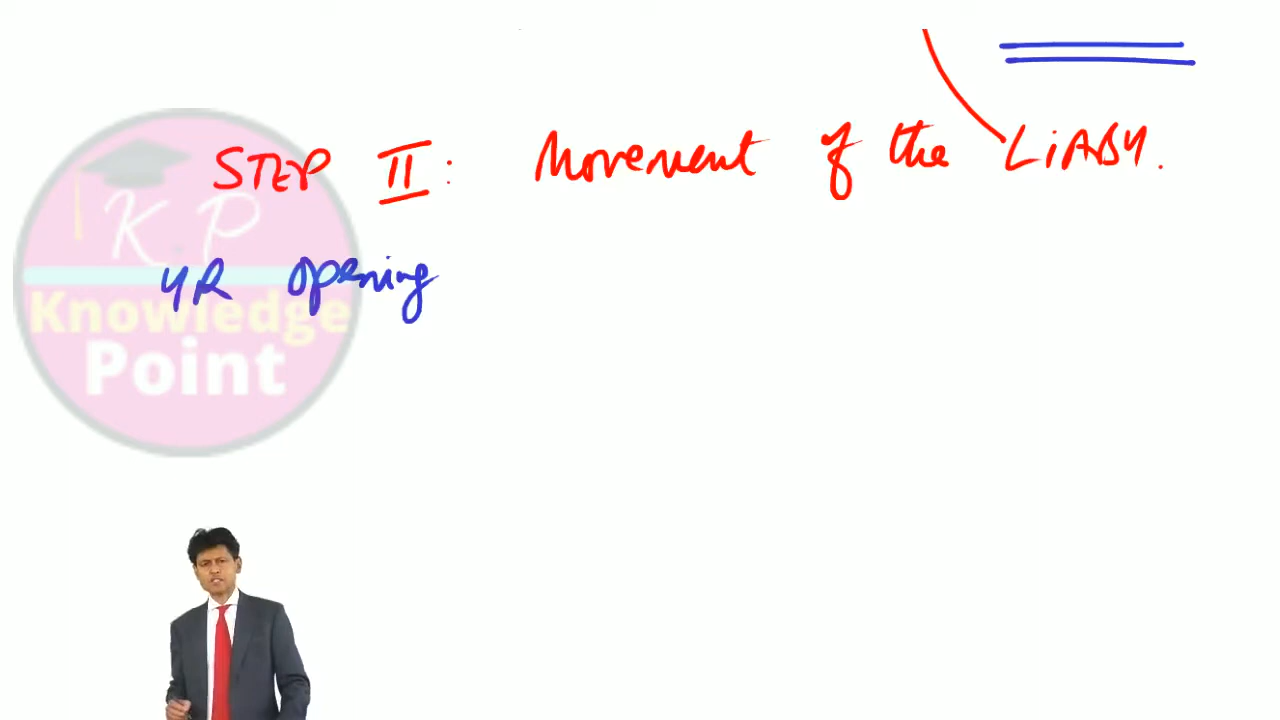 STEP II: Movement of the LiABY.
K.P
YR opening
Knowledge
Point